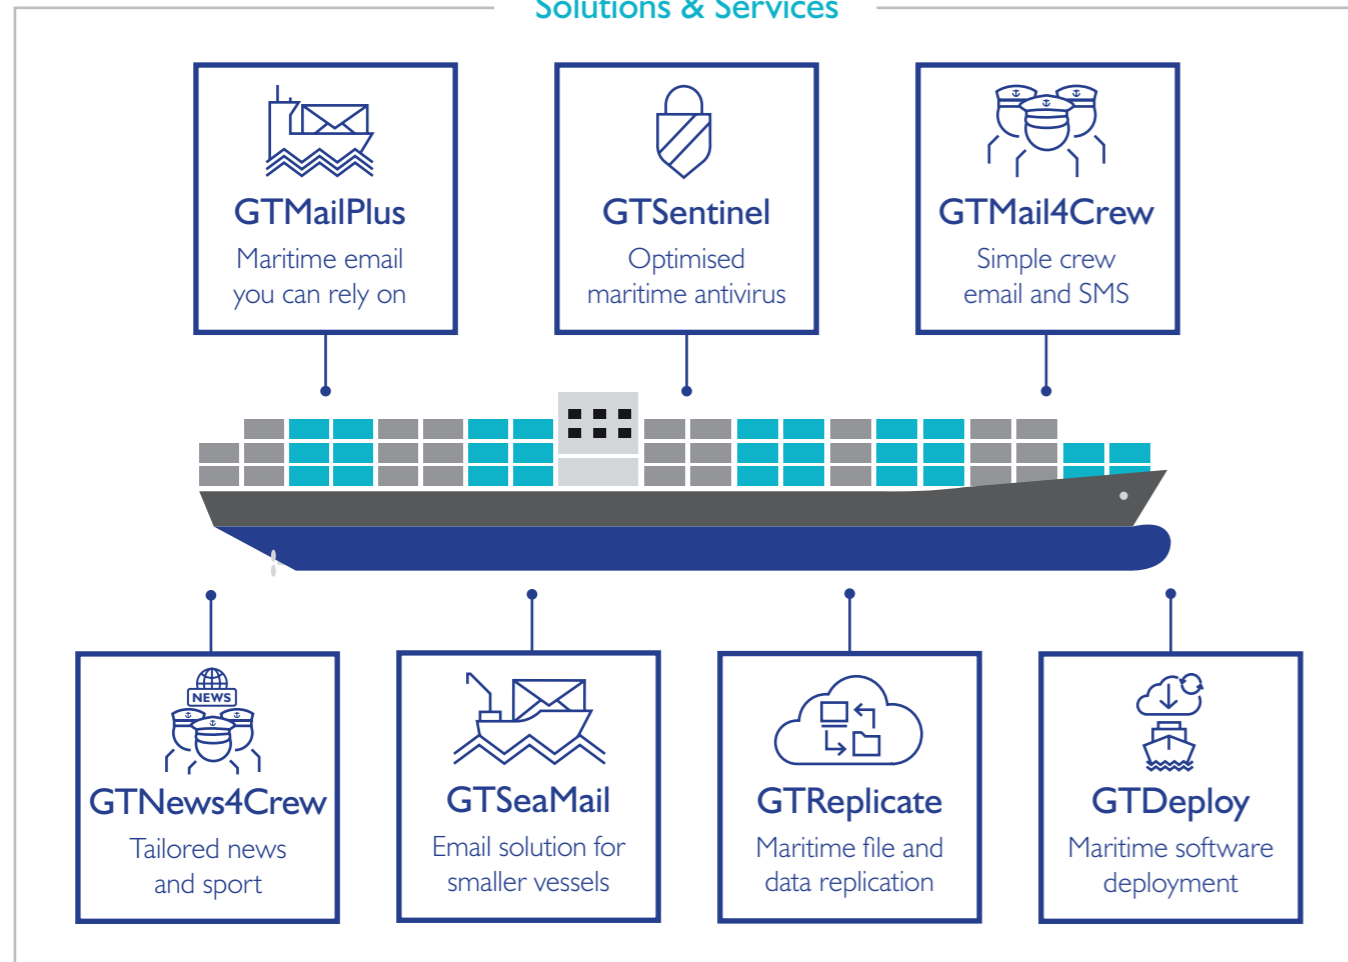 Solutions & Services
GTMailPlus
Maritime email
you can rely on
GTSentinel
Optimised
maritime antivirus
GTMail4Crew
Simple crew
email and SMS
NEWS
GTNews4Crew
Tailored news
and sport
GTSeaMail
Email solution for
smaller vessels
GTReplicate
Maritime file and
data replication
GTDeploy
Maritime software
deployment